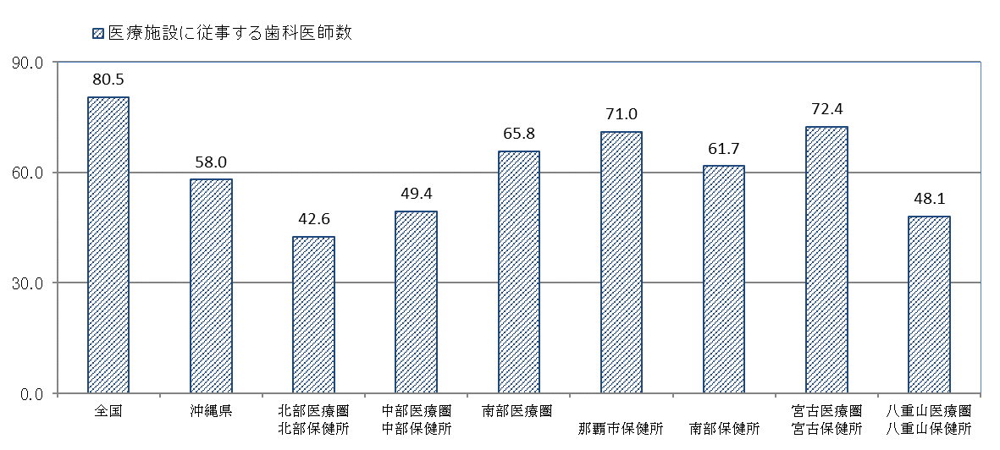 医療施設に従事する歯科医師数
90.0
60.0
30.0
0.0
80.5
58.0
42.6
49.4
65.8
71.0
61.7
72.4
48.1
全国
沖縄県
北部医療圏
北部保健所
中部医療圏
中部保健所
南部医療圏
那覇市保健所
南部保健所
宮古医療圏
宮古保健所
八重山医療圏
八重山保健所